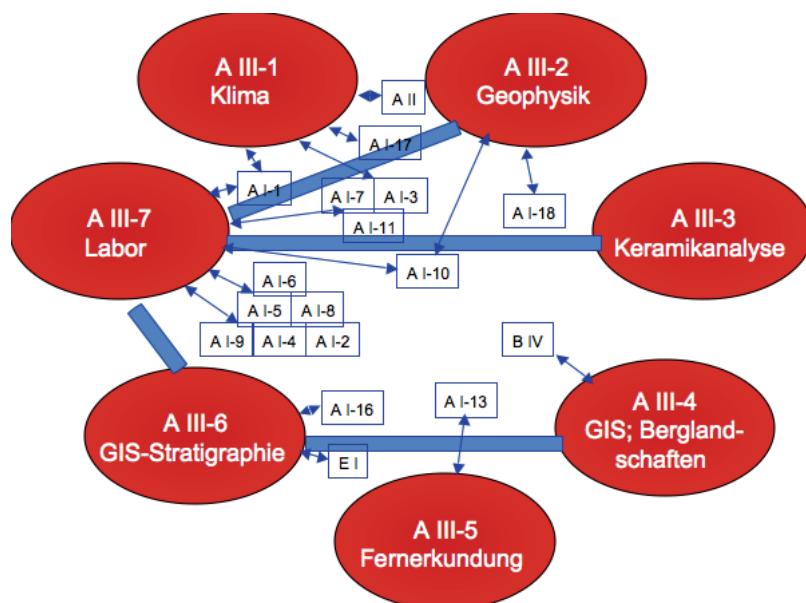 A III-1
Klima
A III-2
Geophysik
A II
A I-17
A I-1
A I-7 A I-3
A I-11
A I-18
A III-7
Labor
A III-3
Keramikanalyse
A I-10
A I-6
A I-5 A I-8
A I-9 A I-4 A I-2
B IV
A III-6
GIS-Stratigraphie
A I-16
A I-13
E I
A III-4
GIS; Bergland-
schaften
A III-5
Fernerkundung